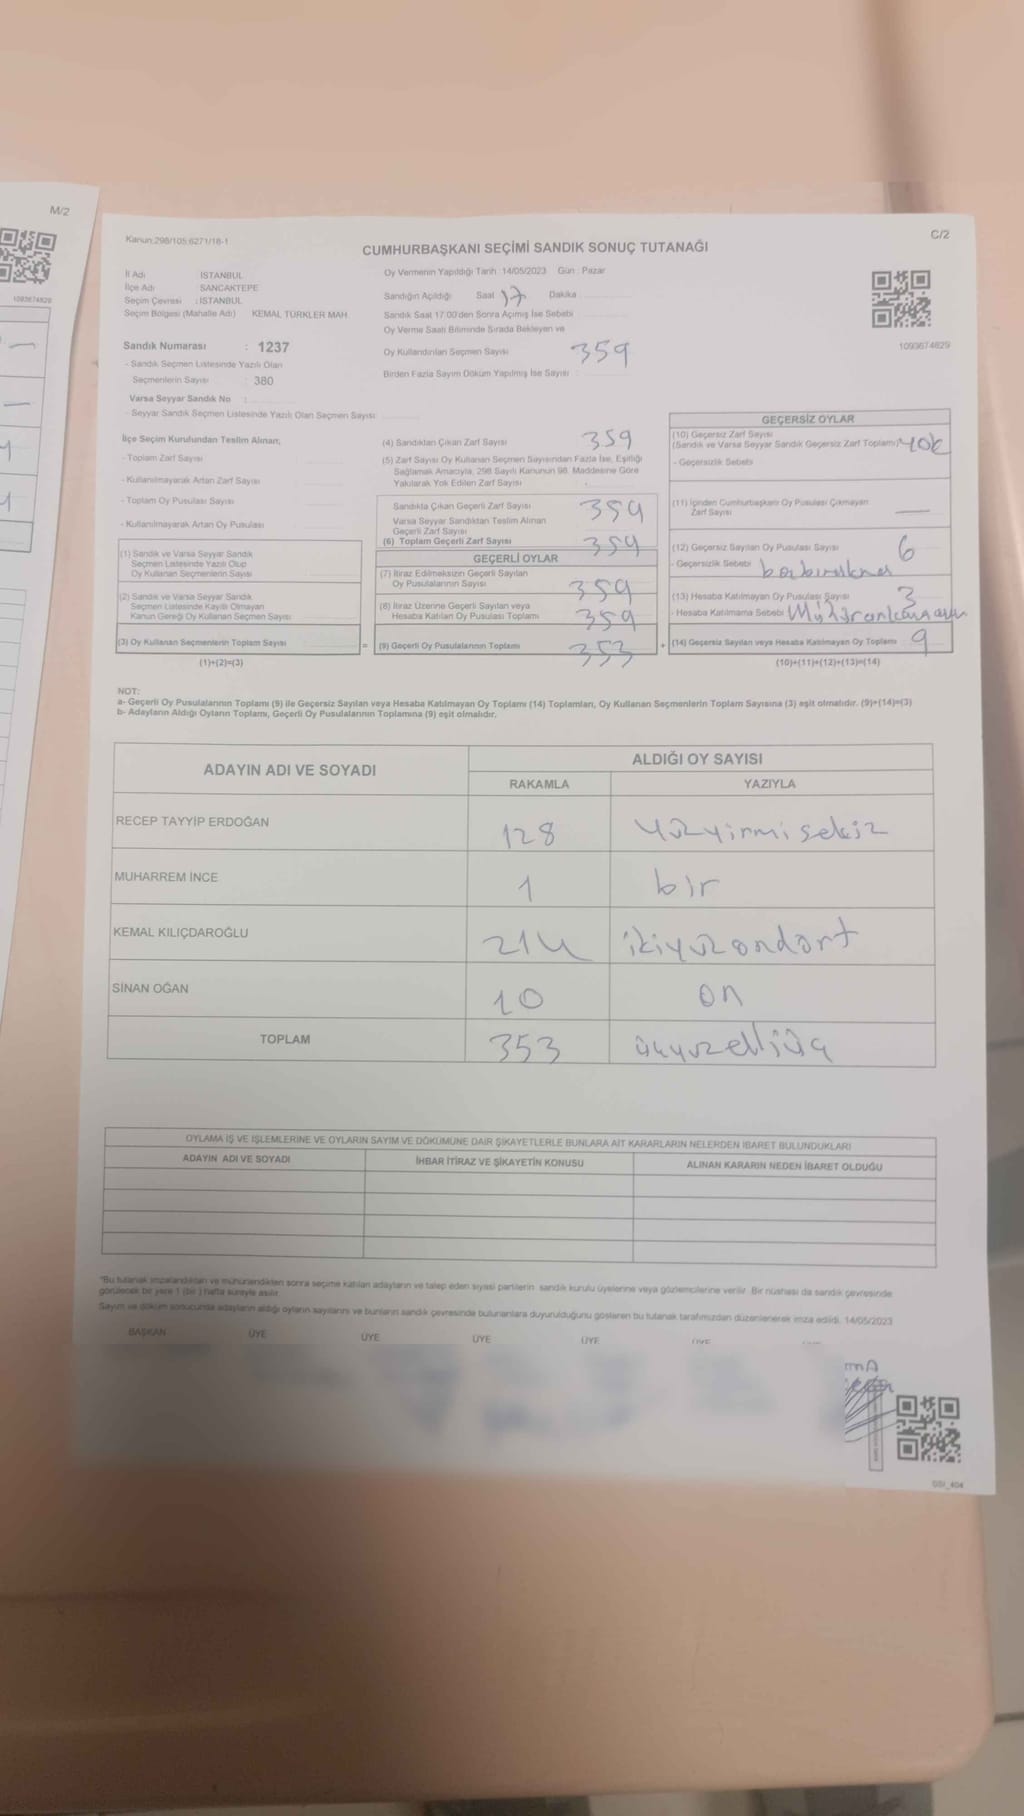 M/2
1093674629
Kanun:298/105;6271/18-1
C/2
CUMHURBAŞKANI SEÇİMİ SANDIK SONUÇ TUTANAĞI
İl Adı İSTANBUL
İlçe Adı SANCAKTEPE
Seçim Çevresi : İSTANBUL
Seçim Bölgesi (Mahalle Adı) KEMAL TÜRKLER MAH.
Sandık Numarası : 1237
- Sandık Seçmen Listesinde Yazılı Olan
Seçmenlerin Sayısı : 380
Varsa Seyyar Sandık No :
- Seyyar Sandık Seçmen Listesinde Yazılı Olan Seçmen Sayısı:
Oy Vermenin Yapıldığı Tarih :14/05/2023 Gün : Pazar
Sandığın Açıldığı Saat 17 Dakika
Sandık Saat 17:00'den Sonra Açılmış İse Sebebi
Oy Verme Saati Bitiminde Sırada Bekleyen ve
Oy Kullandırılan Seçmen Sayısı 359
Birden Fazla Sayım Döküm Yapılmış İse Sayısı :
1093674629
İlçe Seçim Kurulundan Teslim Alınan;
- Toplam Zarf Sayısı
- Kullanılmayarak Artan Zarf Sayısı
- Toplam Oy Pusulası Sayısı
- Kullanılmayarak Artan Oy Pusulası
(1) Sandık ve Varsa Seyyar Sandık
Seçmen Listesinde Yazılı Olup
Oy Kullanan Seçmenlerin Sayısı
(2) Sandık ve Varsa Seyyar Sandık
Seçmen Listesinde Kayıtlı Olmayan
Kanun Gereği Oy Kullanan Seçmen Sayısı
(3) Oy Kullanan Seçmenlerin Toplam Sayısı
(1)+(2)=(3)
(4) Sandıktan Çıkan Zarf Sayısı 359
(5) Zarf Sayısı Oy Kullanan Seçmen Sayısından Fazla İse, Eşitliği
Sağlamak Amacıyla, 298 Sayılı Kanunun 98. Maddesine Göre
Yakılarak Yok Edilen Zarf Sayısı
Sandıkta Çıkan Geçerli Zarf Sayısı 359
Varsa Seyyar Sandıktan Teslim Alınan
Geçerli Zarf Sayısı
(6) Toplam Geçerli Zarf Sayısı 359
GEÇERLİ OYLAR
(7) İtiraz Edilmeksizin Geçerli Sayılan
Oy Pusulalarının Sayısı 359
(8) İtiraz Üzerine Geçerli Sayılan veya
Hesaba Katılan Oy Pusulası Toplamı 359
= (9) Geçerli Oy Pusulalarının Toplamı 353 +
GEÇERSİZ OYLAR
(10) Geçersiz Zarf Sayısı
(Sandık ve Varsa Seyyar Sandık Geçersiz Zarf Toplamı) Yok
- Geçersizlik Sebebi
(11) İçinden Cumhurbaşkanı Oy Pusulası Çıkmayan
Zarf Sayısı —
(12) Geçersiz Sayılan Oy Pusulası Sayısı 6
- Geçersizlik Sebebi
(13) Hesaba Katılmayan Oy Pusulası Sayısı 3
- Hesaba Katılmama Sebebi
(14) Geçersiz Sayılan veya Hesaba Katılmayan Oy Toplamı 9
(10)+(11)+(12)+(13)=(14)
NOT:
a- Geçerli Oy Pusulalarının Toplamı (9) ile Geçersiz Sayılan veya Hesaba Katılmayan Oy Toplamı (14) Toplamları, Oy Kullanan Seçmenlerin Toplam Sayısına (3) eşit olmalıdır. (9)+(14)=(3)
b- Adayların Aldığı Oyların Toplamı, Geçerli Oy Pusulalarının Toplamına (9) eşit olmalıdır.
ADAYIN ADI VE SOYADI
ALDIĞI OY SAYISI
RAKAMLA YAZIYLA
RECEP TAYYİP ERDOĞAN 128 Yüzyirmi sekiz
MUHARREM İNCE 1 bir
KEMAL KILIÇDAROĞLU 214 ikiyüzondört
SİNAN OĞAN 10 on
TOPLAM 353 üçyüzelliüç
OYLAMA İŞ VE İŞLEMLERİNE VE OYLARIN SAYIM VE DÖKÜMÜNE DAİR ŞİKAYETLERLE BUNLARA AİT KARARLARIN NELERDEN İBARET BULUNDUKLARI
ADAYIN ADI VE SOYADI İHBAR İTİRAZ VE ŞİKAYETİN KONUSU ALINAN KARARIN NEDEN İBARET OLDUĞU
*Bu tutanak imzalandıktan ve mühürlendikten sonra seçime katılan adayların ve talep eden siyasi partilerin sandık kurulu üyelerine veya gözlemcilerine verilir. Bir nüshası da sandık çevresinde
görülecek bir yere 1 (bir) hafta süreyle asılır.
Sayım ve döküm sonucunda adayların aldığı oyların sayılarını ve bunların sandık çevresinde bulunanlara duyurulduğunu gösteren bu tutanak tarafımızdan düzenlenerek imza edildi. 14/05/2023
BAŞKAN ÜYE ÜYE ÜYE ÜYE ÜYE